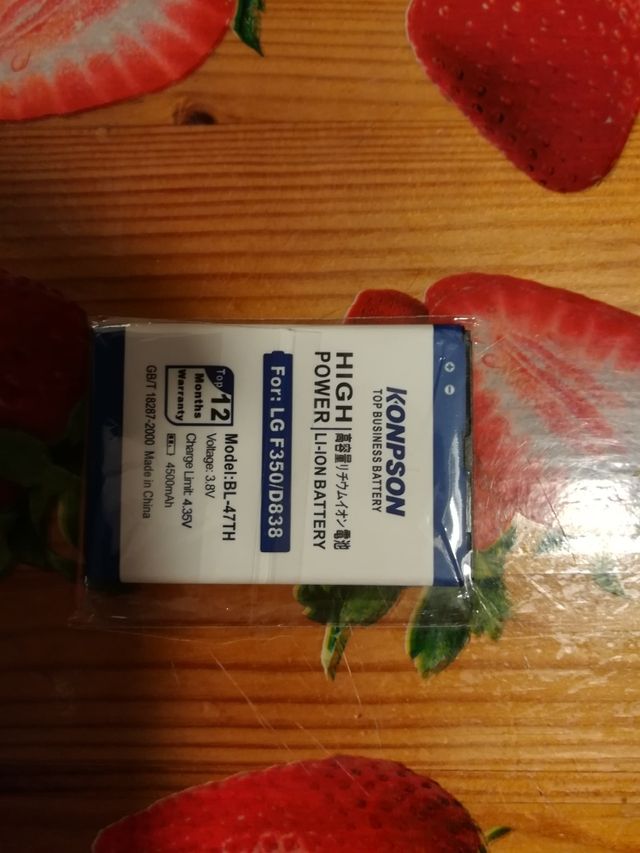 KONPSON
TOP BUSINESS BATTERY
HIGH POWER
高容量リチウムイオン 電池
LI-ION BATTERY
For: LG F350/D838
Top 12
Months
Warranty
Model:BL-47TH
Voltage: 3.8V
Charge Limit: 4.35V
4500mAh
GB/T 18287-2000 Made in China